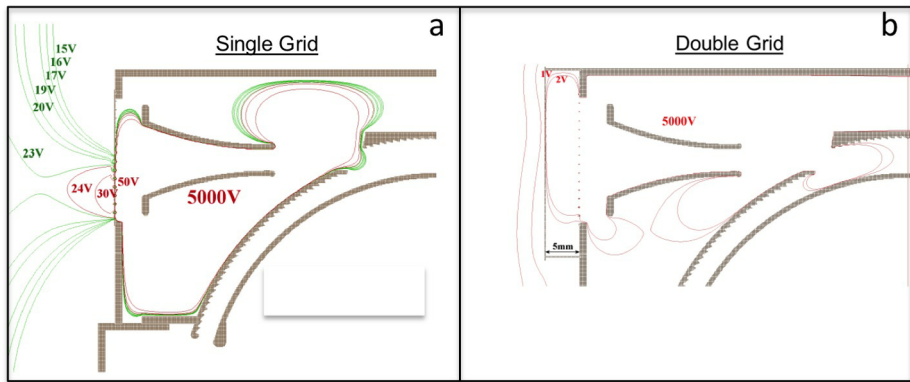 a
Single Grid
15V
16V
17V
19V
20V
23V
24V
30V
50V
5000V
b
Double Grid
1V
2V
5000V
5mm